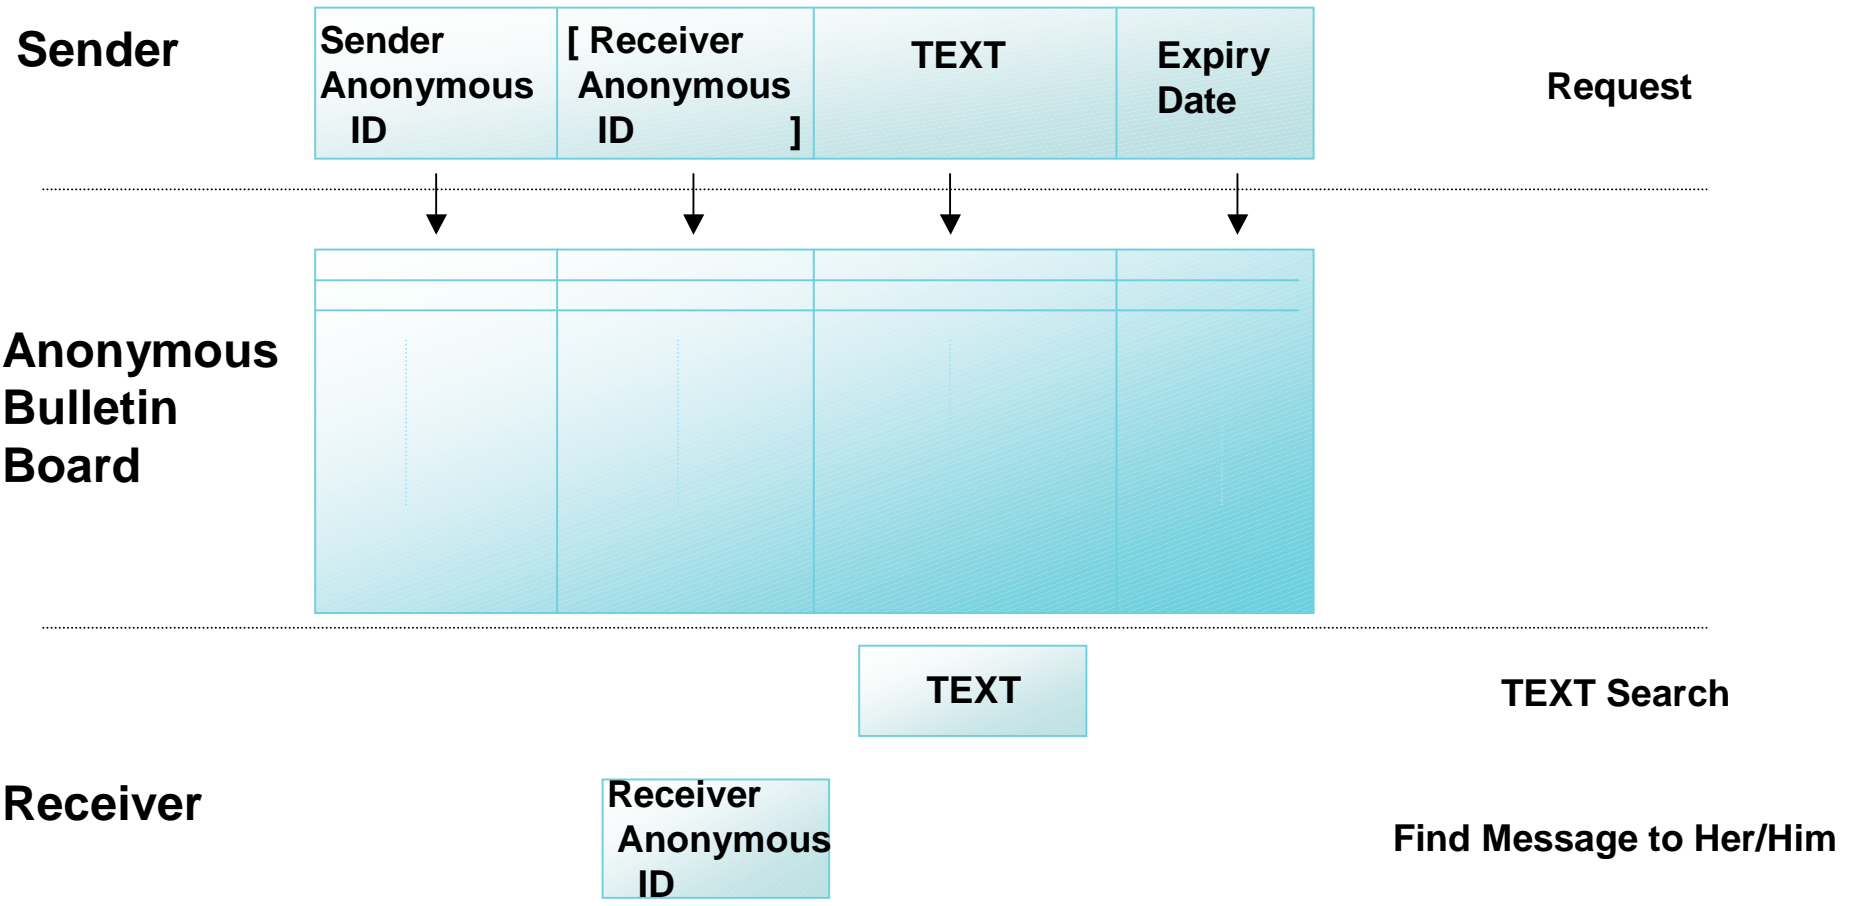 Sender
Sender
Anonymous
ID
[ Receiver
Anonymous
ID ]
TEXT
Expiry
Date
Request
Anonymous
Bulletin
Board
TEXT
TEXT Search
Receiver
Receiver
Anonymous
ID
Find Message to Her/Him